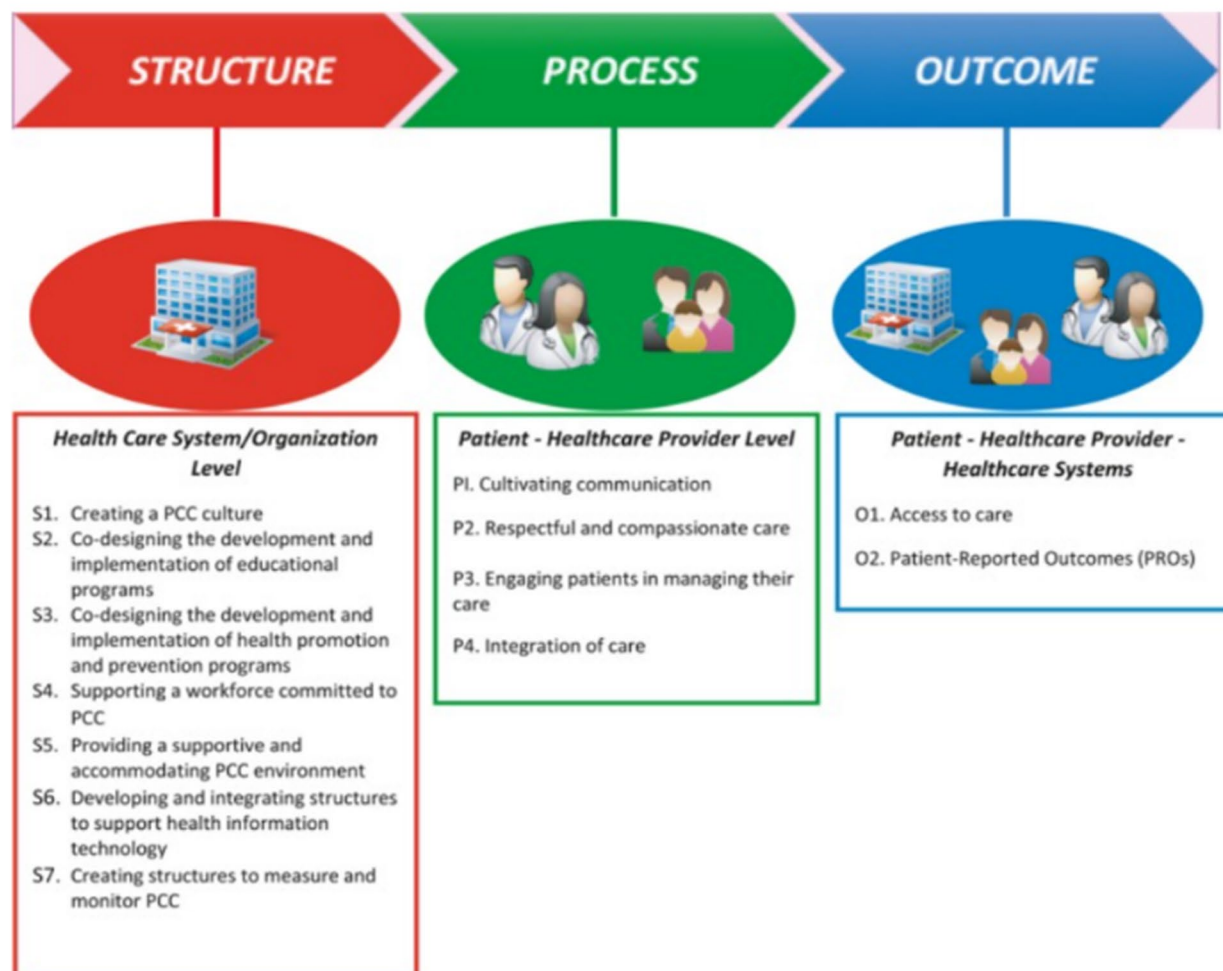 STRUCTURE
PROCESS
OUTCOME
Health Care System/Organization
Level
S1. Creating a PCC culture
S2. Co-designing the development and
implementation of educational
programs
S3. Co-designing the development and
implementation of health promotion
and prevention programs
S4. Supporting a workforce committed to
PCC
S5. Providing a supportive and
accommodating PCC environment
S6. Developing and integrating structures
to support health information
technology
S7. Creating structures to measure and
monitor PCC
Patient - Healthcare Provider Level
PI. Cultivating communication
P2. Respectful and compassionate care
P3. Engaging patients in managing their
care
P4. Integration of care
Patient - Healthcare Provider -
Healthcare Systems
O1. Access to care
O2. Patient-Reported Outcomes (PROs)